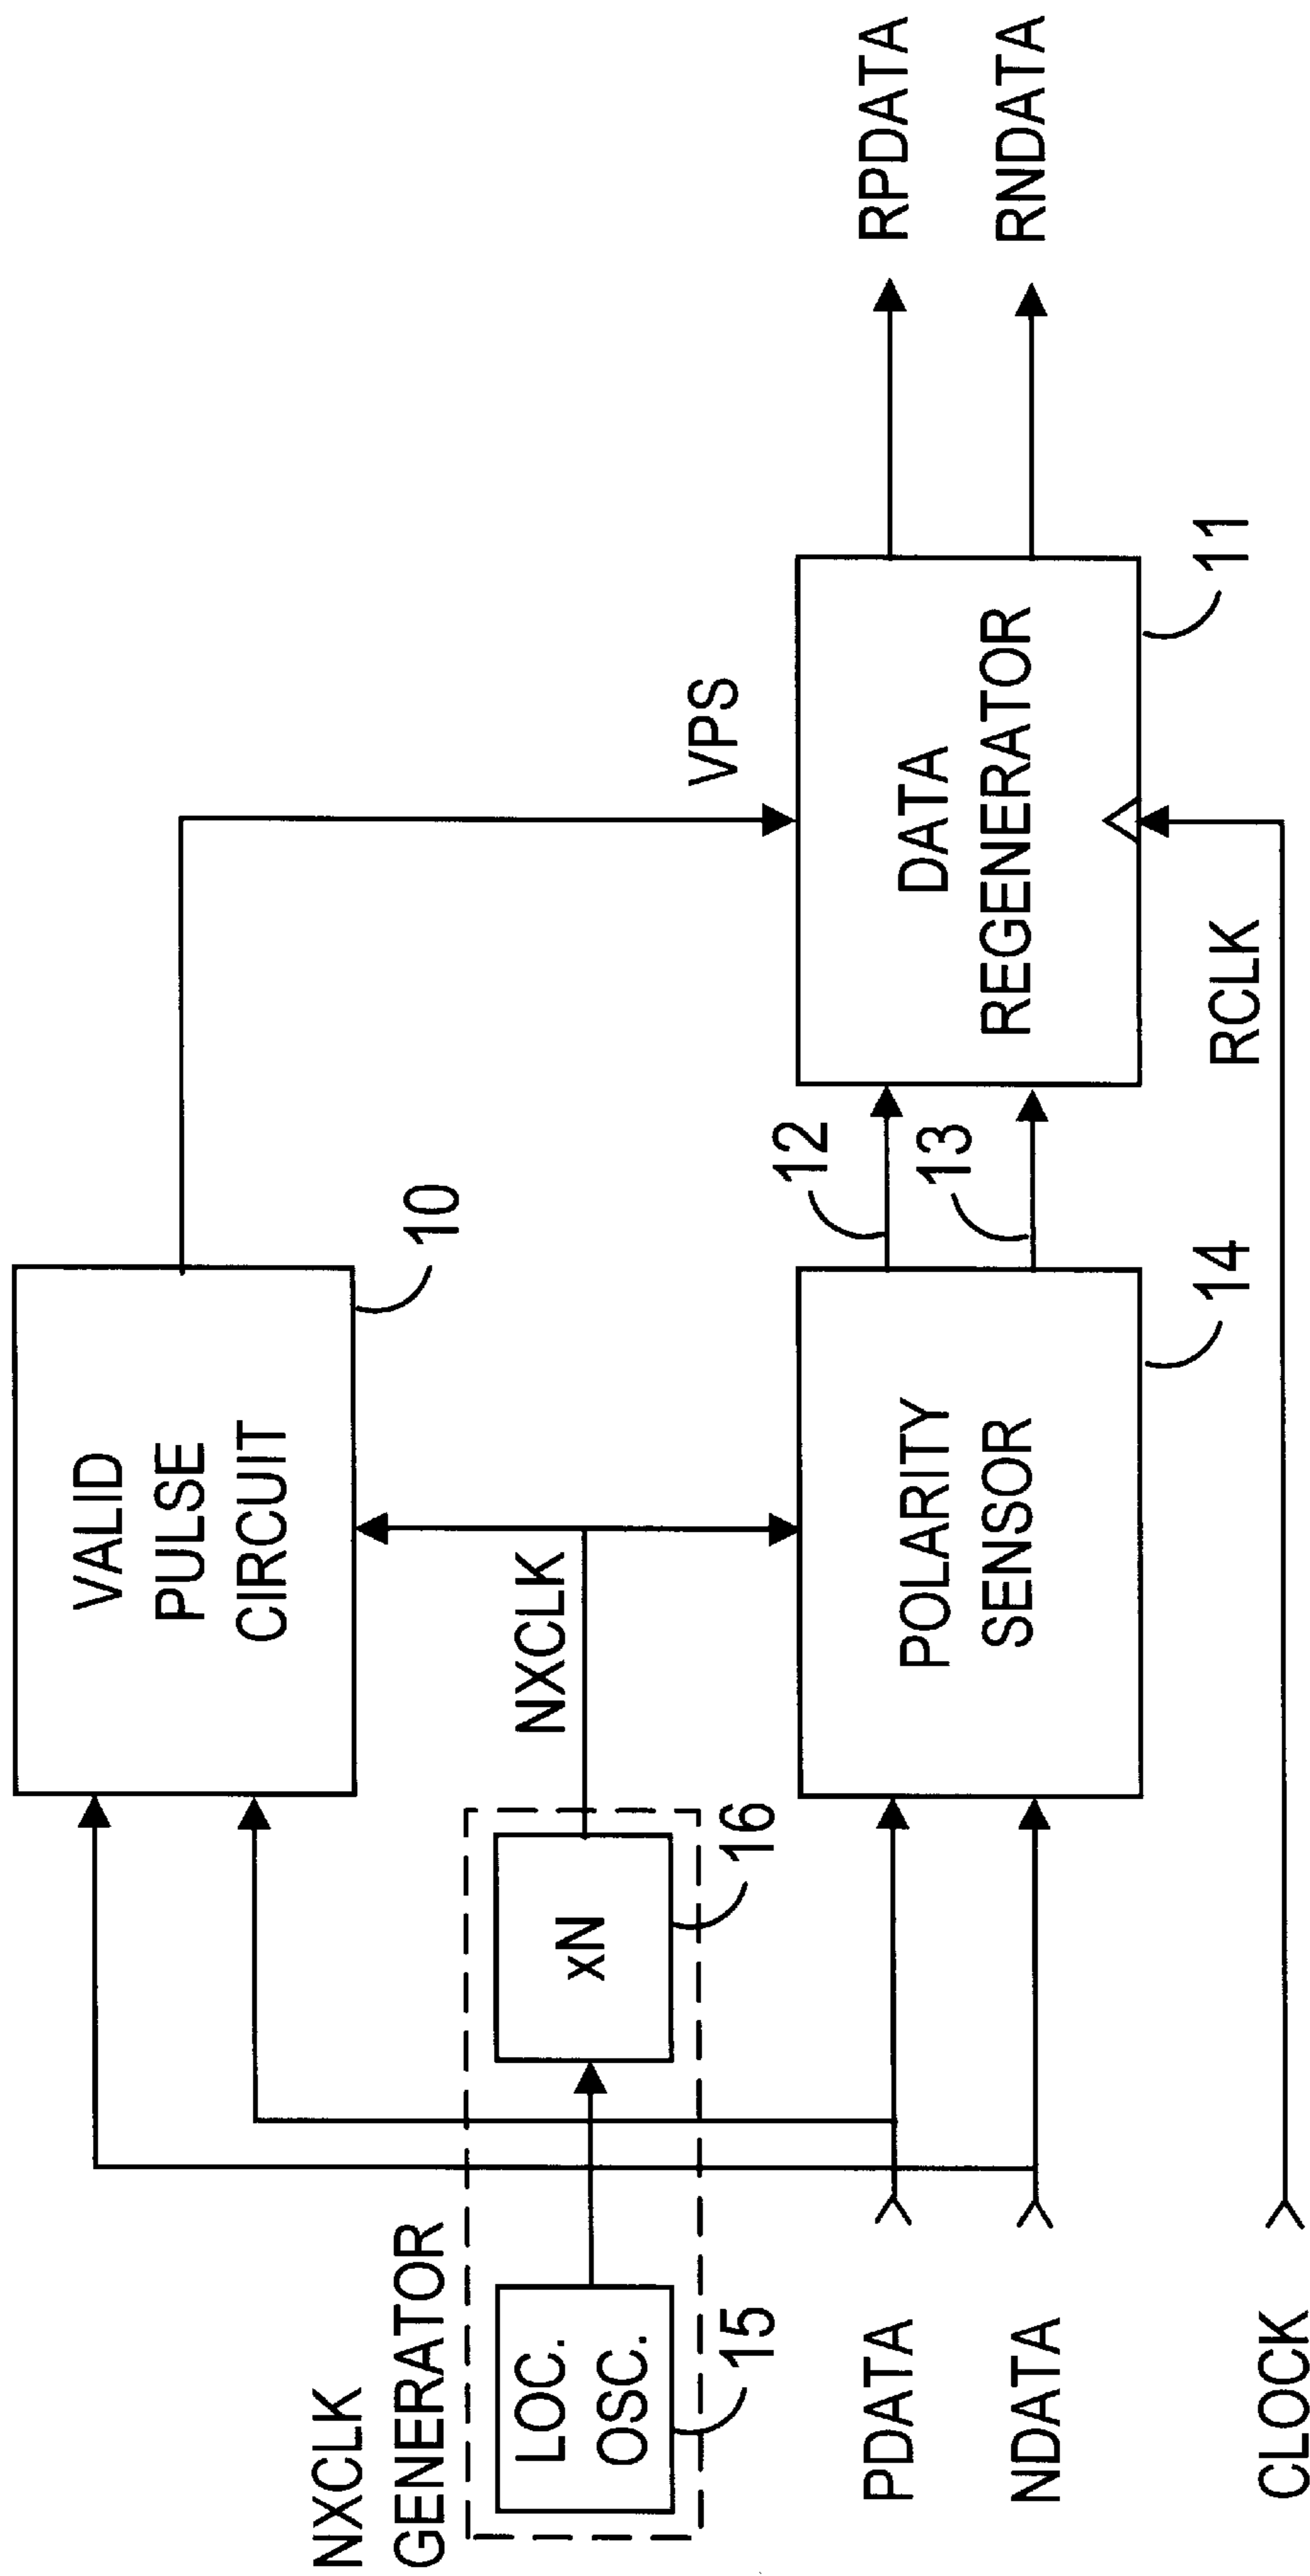 VALID
PULSE
CIRCUIT
10
VPS
NXCLK
GENERATOR
LOC.
OSC.
15
xN
16
NXCLK
PDATA
NDATA
POLARITY
SENSOR
14
12
13
DATA
REGENERATOR
11
RPDATA
RNDATA
CLOCK
RCLK